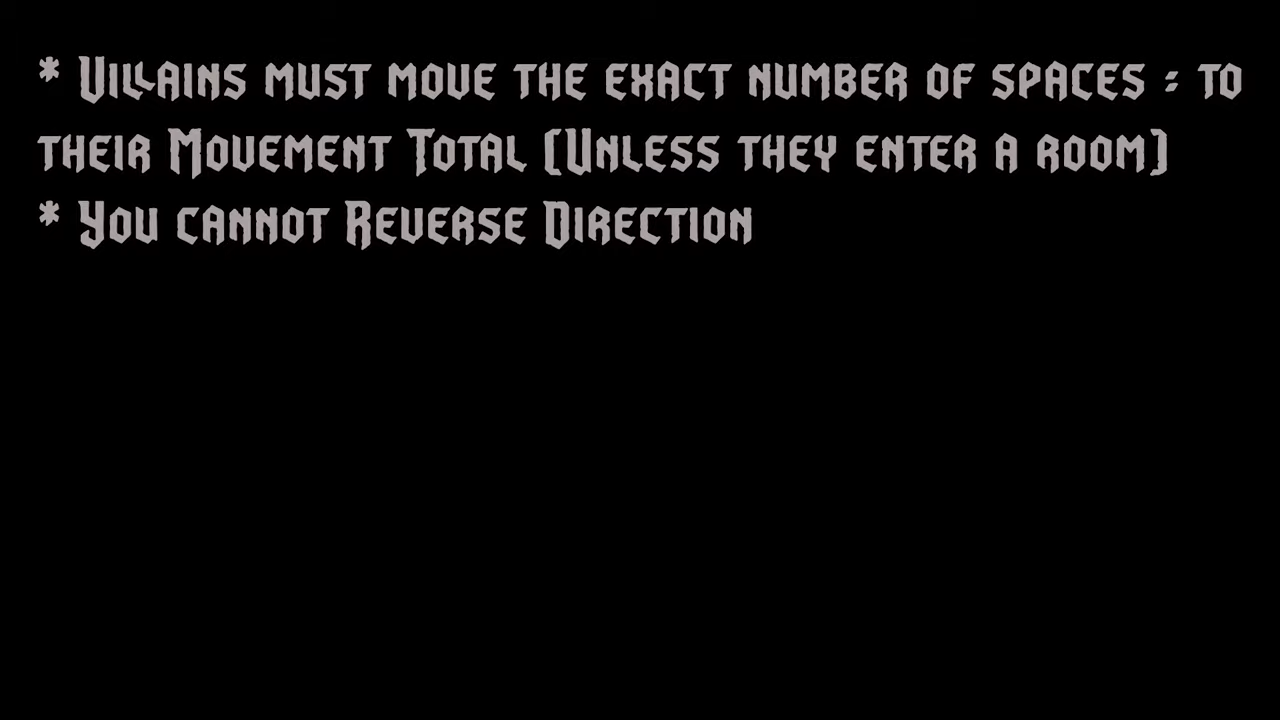 * Villains must move the exact number of spaces = to
their Movement Total (Unless they enter a room)
* You cannot Reverse Direction